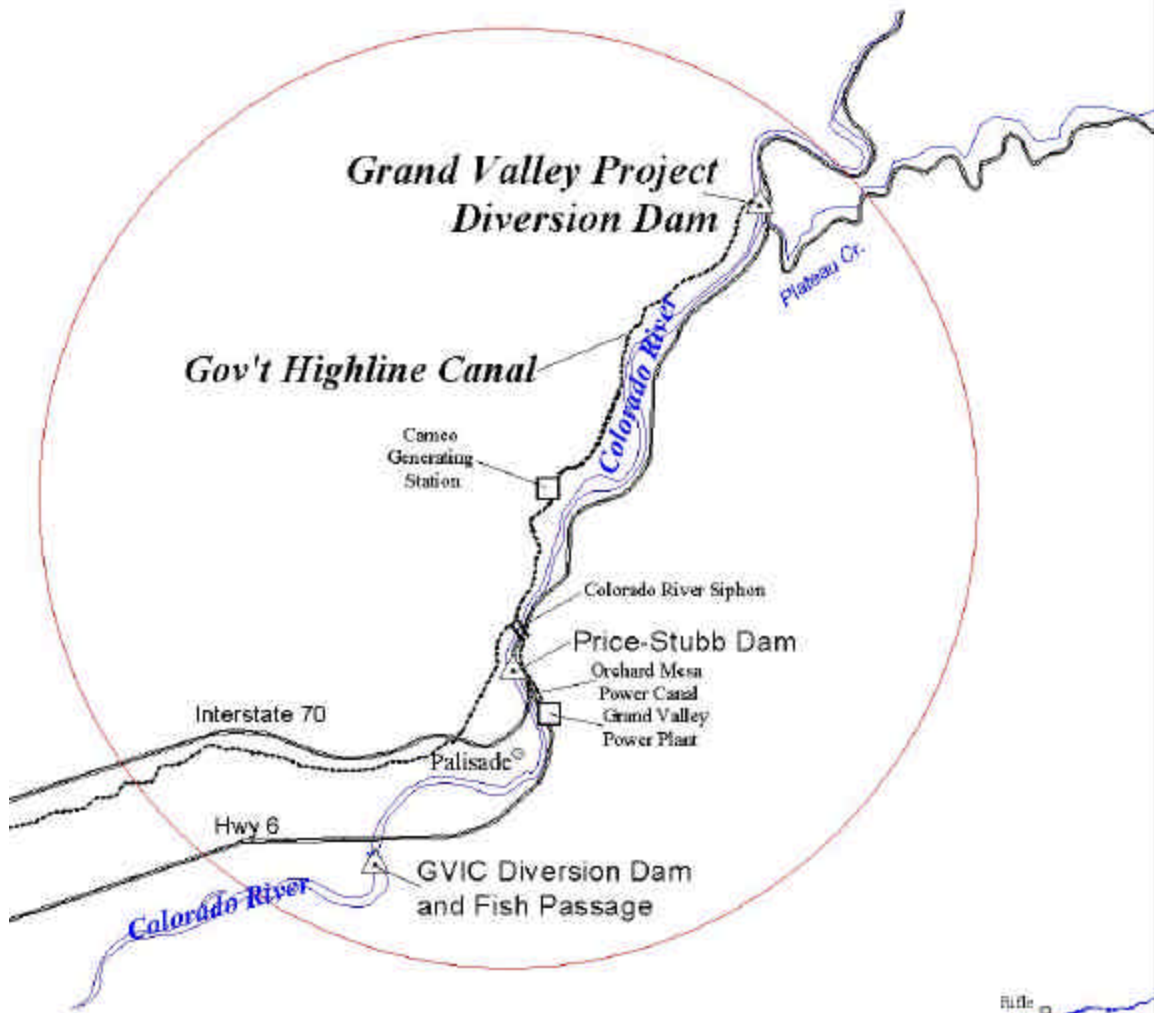 Grand Valley Project
Diversion Dam
Plateau Cr.
Colorado River
Gov't Highline Canal
Cameo
Generating
Station
Colorado River Siphon
Price-Stubb Dam
Orchard Mesa
Power Canal
Grand Valley
Power Plant
Interstate 70
Palisade
Hwy 6
GVIC Diversion Dam
and Fish Passage
Colorado River
Rifle